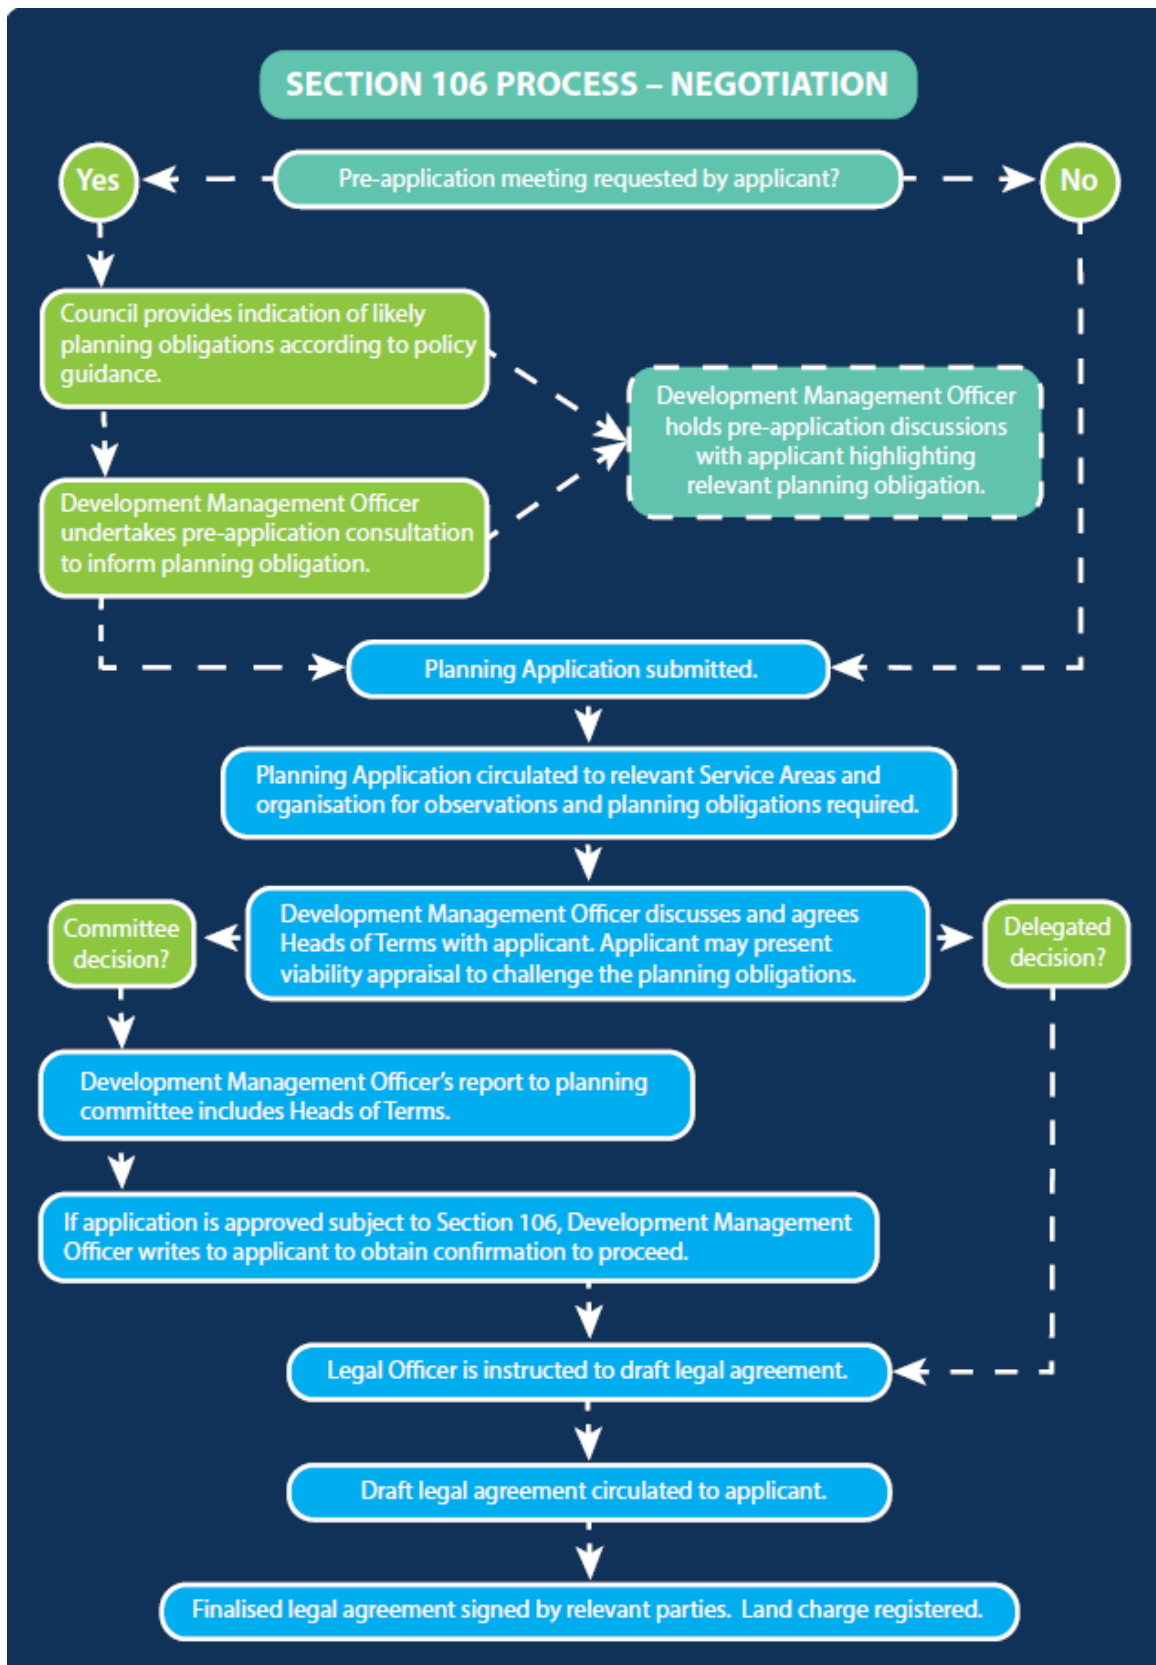 SECTION 106 PROCESS – NEGOTIATION
Yes
Pre-application meeting requested by applicant?
No
Council provides indication of likely
planning obligations according to policy
guidance.
Development Management Officer
holds pre-application discussions
with applicant highlighting
relevant planning obligation.
Development Management Officer
undertakes pre-application consultation
to inform planning obligation.
Planning Application submitted.
Planning Application circulated to relevant Service Areas and
organisation for observations and planning obligations required.
Committee
decision?
Development Management Officer discusses and agrees
Heads of Terms with applicant. Applicant may present
viability appraisal to challenge the planning obligations.
Delegated
decision?
Development Management Officer's report to planning
committee includes Heads of Terms.
If application is approved subject to Section 106, Development Management
Officer writes to applicant to obtain confirmation to proceed.
Legal Officer is instructed to draft legal agreement.
Draft legal agreement circulated to applicant.
Finalised legal agreement signed by relevant parties. Land charge registered.